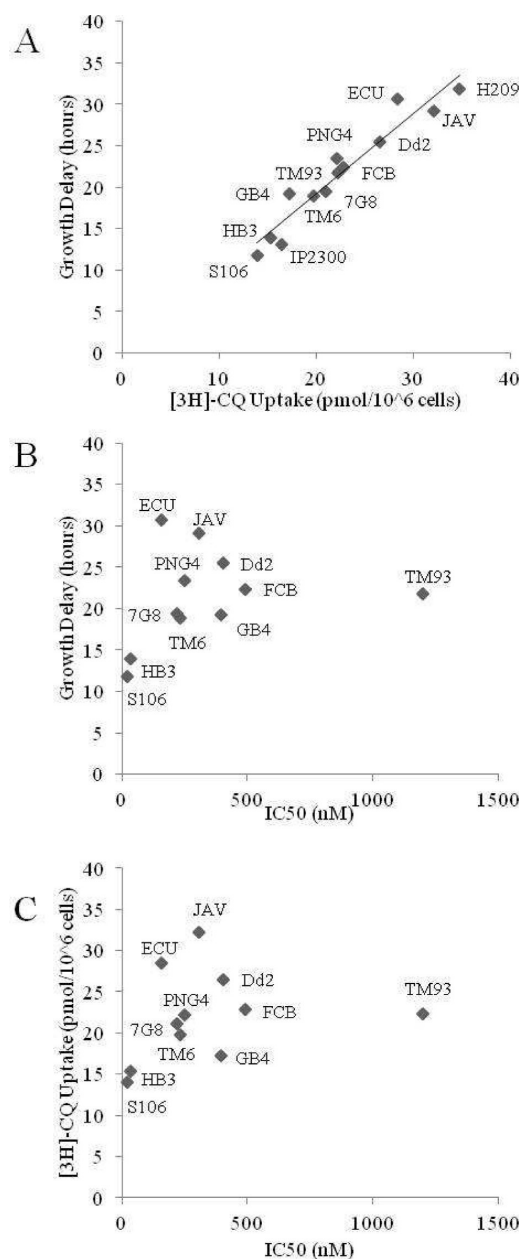 A
Growth Delay (hours)
40
35
30
25
20
15
10
5
0
ECU
H209
JAV
PNG4
Dd2
TM93
FCB
GB4
7G8
TM6
HB3
IP2300
S106
0
10
20
30
40
[3H]-CQ Uptake (pmol/10^6 cells)
B
Growth Delay (hours)
40
35
30
25
20
15
10
5
0
ECU
JAV
PNG4
Dd2
TM93
FCB
7G8
GB4
TM6
HB3
S106
0
500
1000
1500
IC50 (nM)
C
[3H]-CQ Uptake (pmol/10^6 cells)
40
35
30
25
20
15
10
5
0
JAV
ECU
Dd2
TM93
PNG4
FCB
7G8
TM6
GB4
HB3
S106
0
500
1000
1500
IC50 (nM)